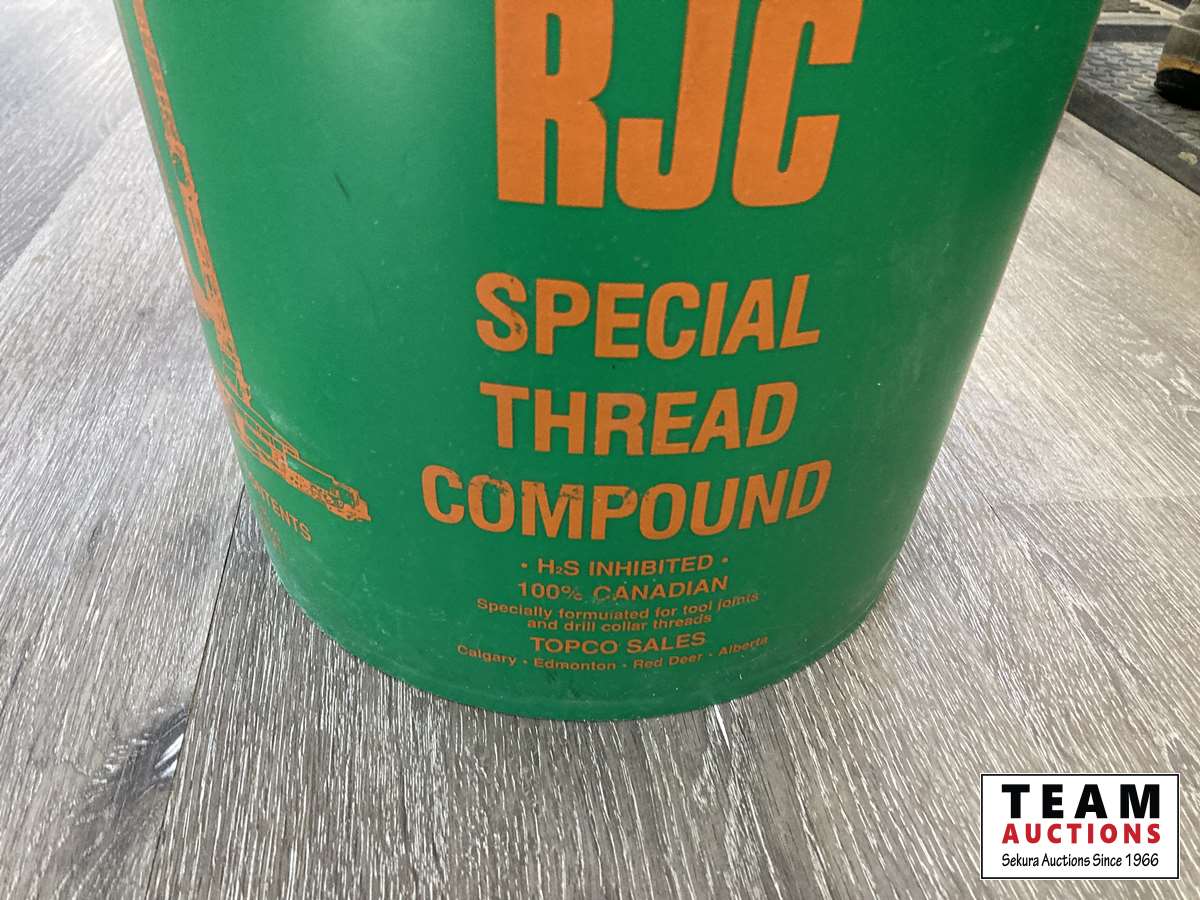 RJC
SPECIAL
THREAD
COMPOUND
• H₂S INHIBITED •
100% CANADIAN
Specially formulated for tool joints
and drill collar threads
TOPCO SALES
Calgary • Edmonton • Red Deer • Alberta
TEAM
AUCTIONS
Sekura Auctions Since 1966